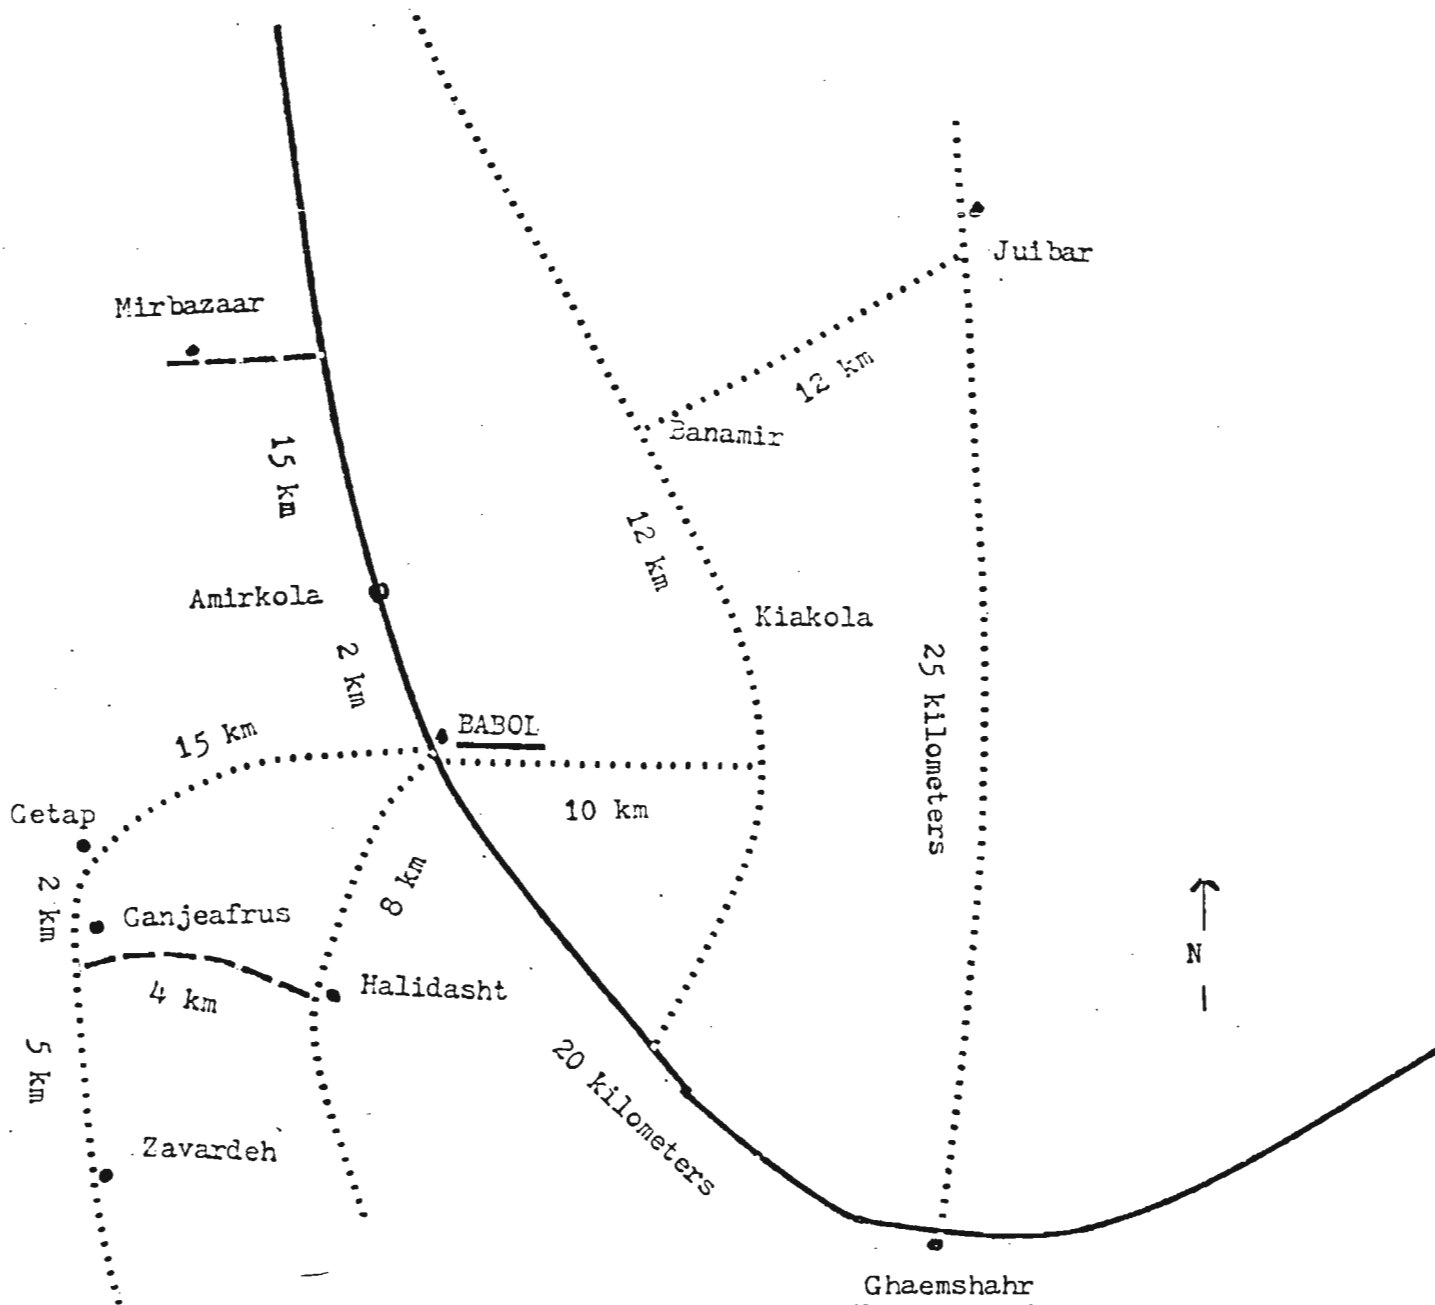 Juibar
Mirbazaar
12 km
Banamir
15 km
12 km
Amirkola
Kiakola
2 km
25 kilometers
BABOL
15 km
10 km
Getap
8 km
2 km
Ganjeafrus
N
Halidasht
4 km
5 km
20 kilometers
Zavardeh
Ghaemshahr